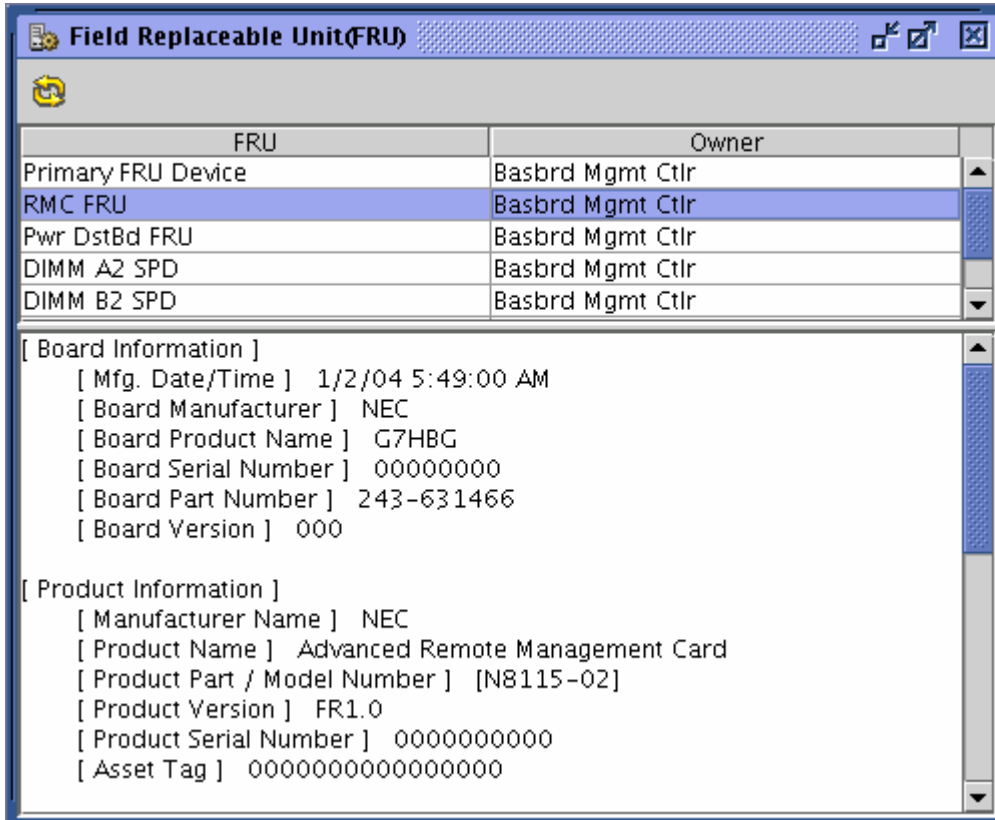 Field Replaceable Unit(FRU)
FRU Owner
Primary FRU Device Basbrd Mgmt Ctlr
RMC FRU Basbrd Mgmt Ctlr
Pwr DstBd FRU Basbrd Mgmt Ctlr
DIMM A2 SPD Basbrd Mgmt Ctlr
DIMM B2 SPD Basbrd Mgmt Ctlr
[ Board Information ]
[ Mfg. Date/Time ] 1/2/04 5:49:00 AM
[ Board Manufacturer ] NEC
[ Board Product Name ] G7HBG
[ Board Serial Number ] 00000000
[ Board Part Number ] 243-631466
[ Board Version ] 000
[ Product Information ]
[ Manufacturer Name ] NEC
[ Product Name ] Advanced Remote Management Card
[ Product Part / Model Number ] [N8115-02]
[ Product Version ] FR1.0
[ Product Serial Number ] 0000000000
[ Asset Tag ] 0000000000000000